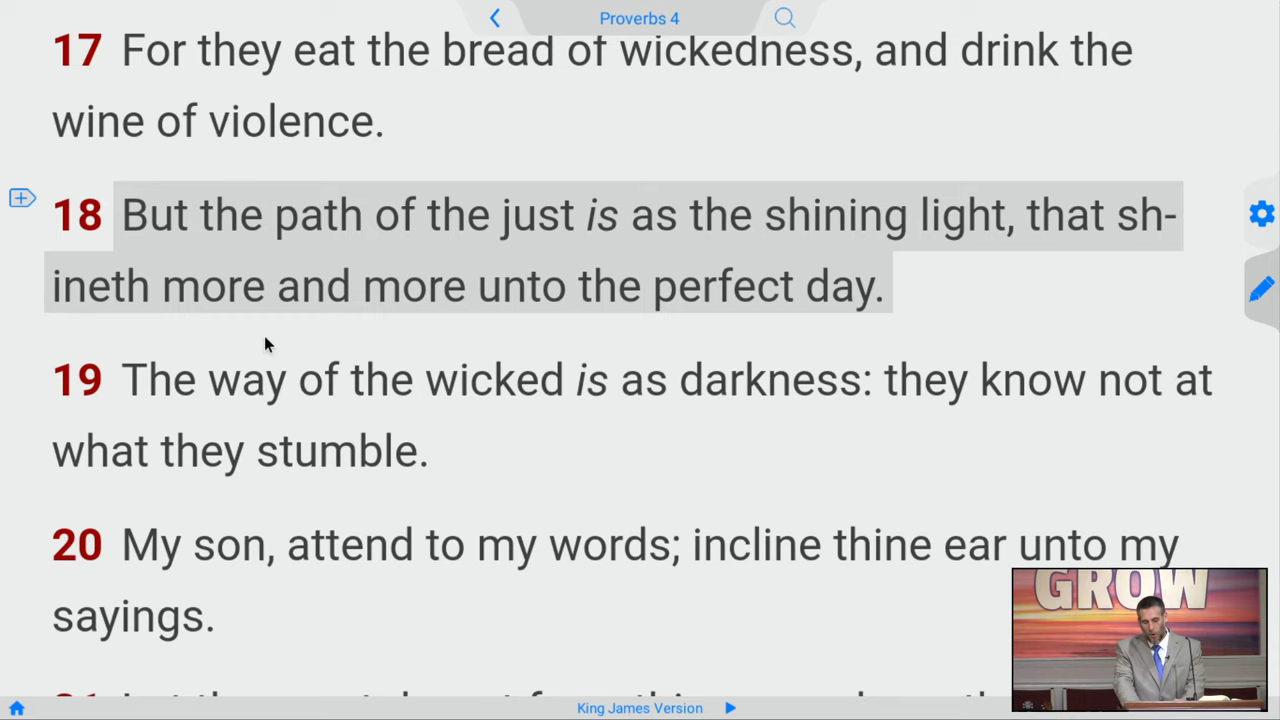 Proverbs 4
17 For they eat the bread of wickedness, and drink the
wine of violence.
18 But the path of the just is as the shining light, that sh-
ineth more and more unto the perfect day.
19 The way of the wicked is as darkness: they know not at
what they stumble.
20 My son, attend to my words; incline thine ear unto my
sayings.
GROW
King James Version